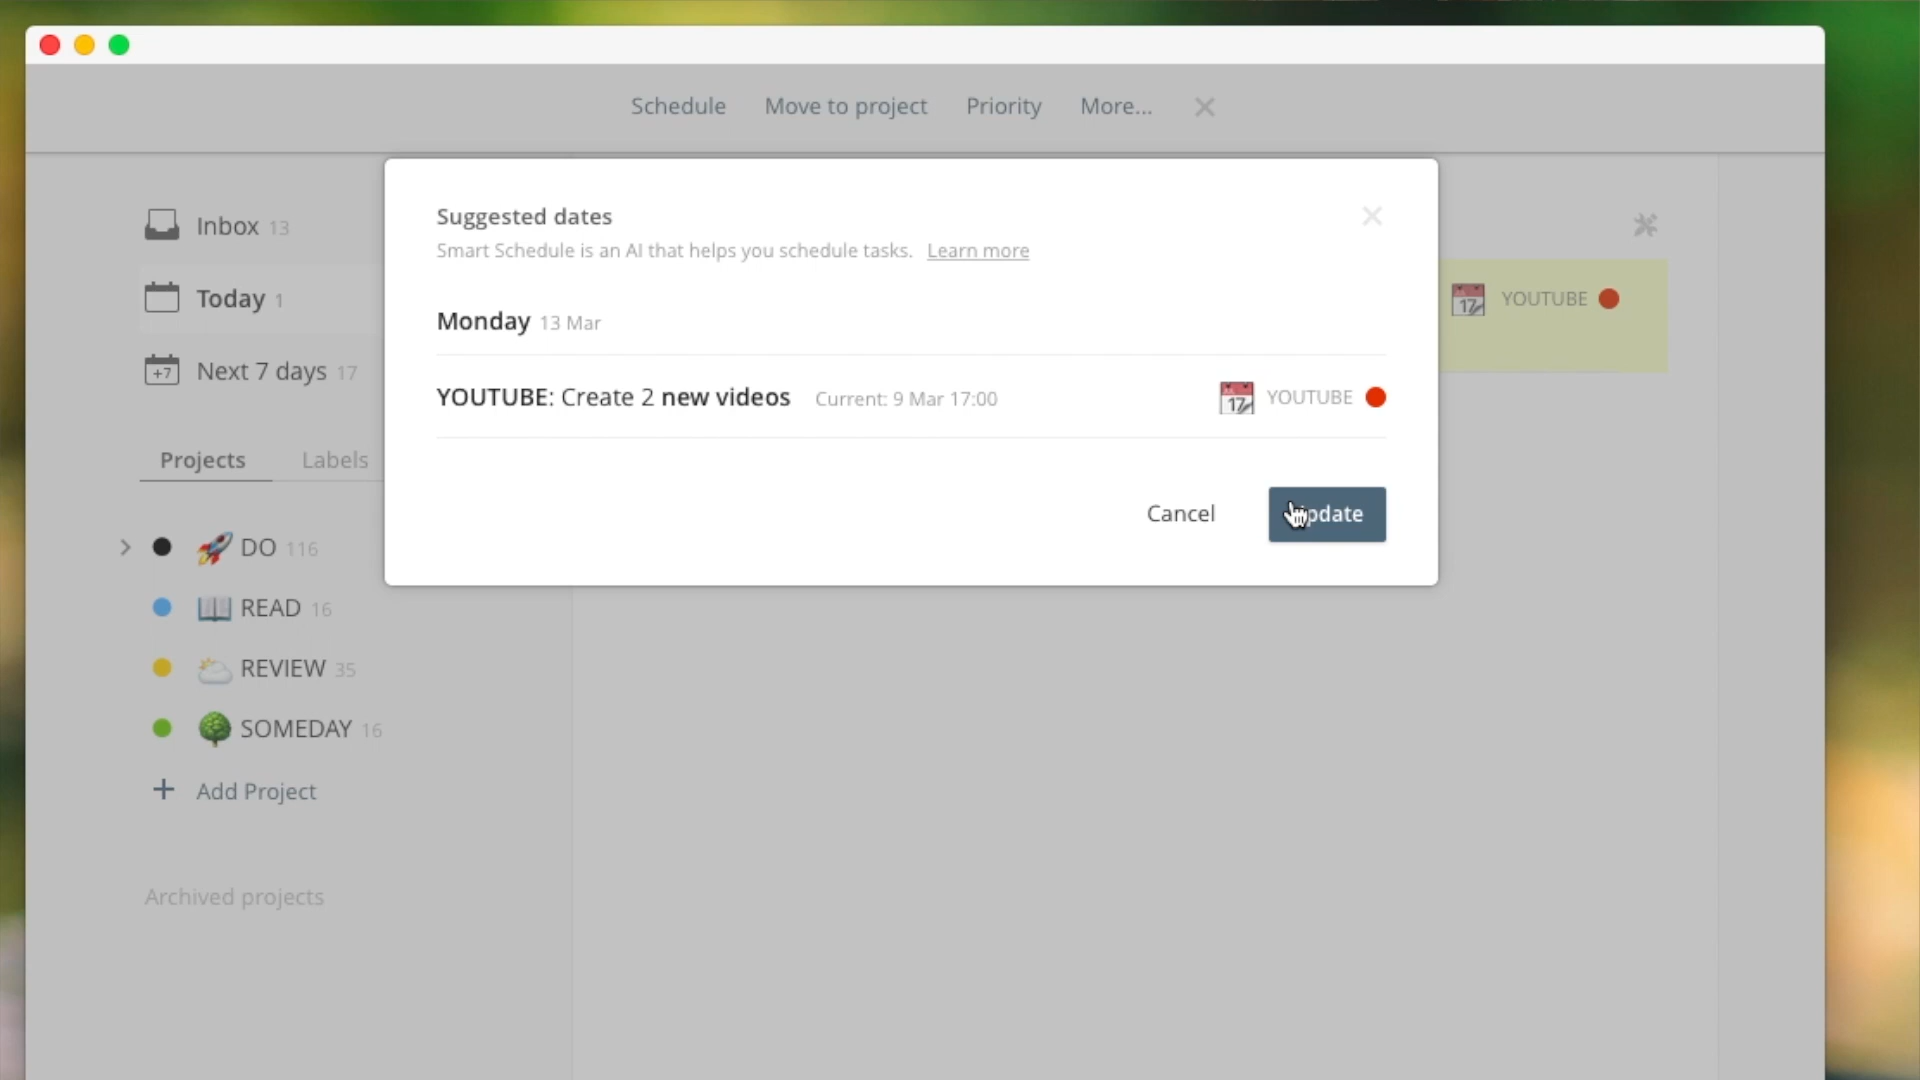 Schedule Move to project Priority More...
Suggested dates
Smart Schedule is an AI that helps you schedule tasks. Learn more
Monday 13 Mar
YOUTUBE: Create 2 new videos Current: 9 Mar 17:00 17 YOUTUBE
Cancel
Inbox 13
Today 1
+7 Next 7 days 17
Projects Labels
DO 116
READ 16
REVIEW 35
SOMEDAY 16
+ Add Project
Archived projects
17 YOUTUBE